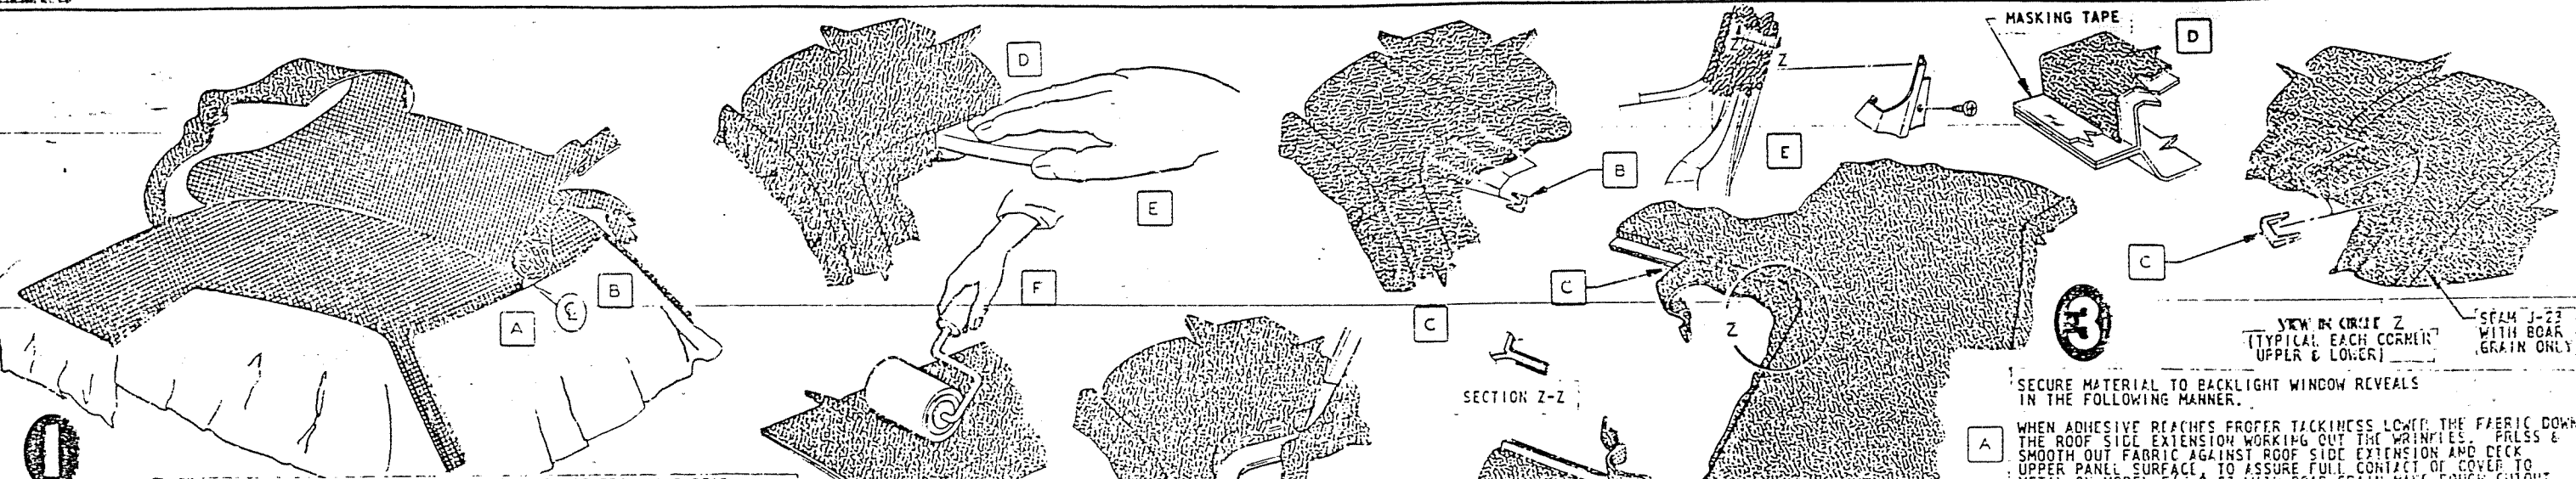 MASKING TAPE
D
D
Z
Z
E
B
E
C
C
F
B
A
℄
C
Z
3
VIEW IN CIRCLE Z
(TYPICAL EACH CORNER
UPPER & LOWER)
SEAM J-22
WITH BOAR
GRAIN ONLY
SECTION Z-Z
1
SECURE MATERIAL TO BACKLIGHT WINDOW REVEALS
IN THE FOLLOWING MANNER.
A
WHEN ADHESIVE REACHES PROPER TACKINESS LOWER THE FABRIC DOWN
THE ROOF SIDE EXTENSION WORKING OUT THE WRINKLES. PRESS &
SMOOTH OUT FABRIC AGAINST ROOF SIDE EXTENSION AND DECK
UPPER PANEL SURFACE, TO ASSURE FULL CONTACT OF COVER TO